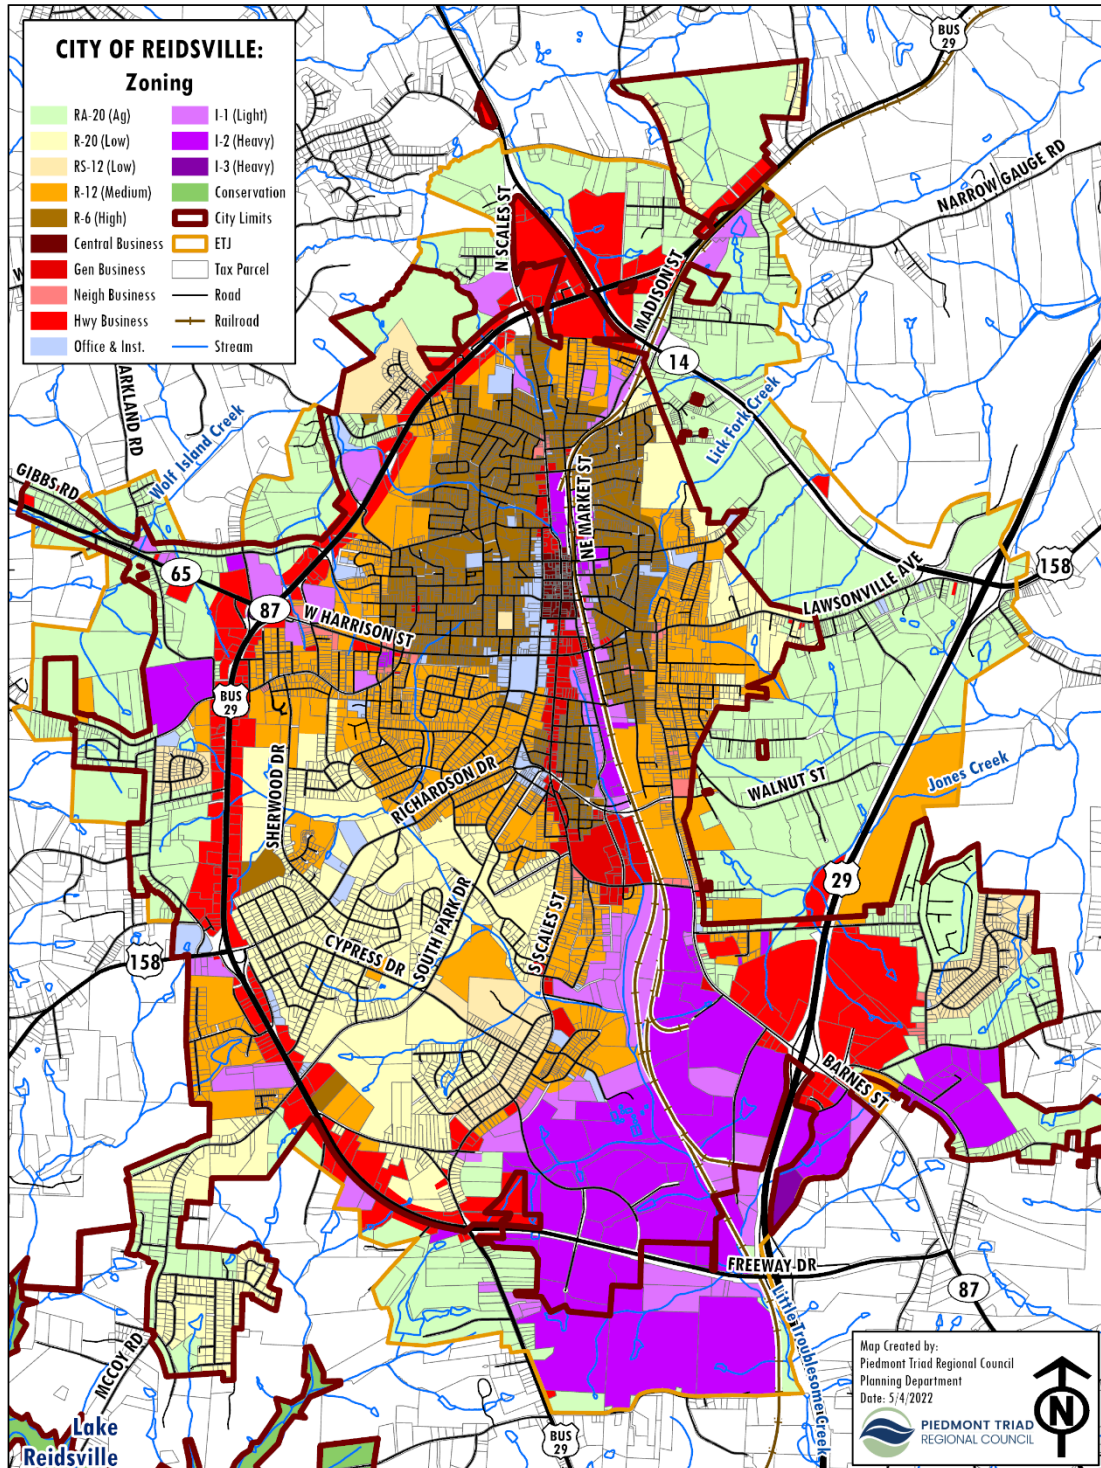 CITY OF REIDSVILLE:
Zoning
RA-20 (Ag)
R-20 (Low)
RS-12 (Low)
R-12 (Medium)
R-6 (High)
Central Business
Gen Business
Neigh Business
Hwy Business
Office & Inst.
I-1 (Light)
I-2 (Heavy)
I-3 (Heavy)
Conservation
City Limits
ETJ
Tax Parcel
Road
Railroad
Stream
BUS
29
NARROW GAUGE RD
N SCALES ST
MADISON ST
14
W
ARKLAND RD
Wolf Island Creek
Lick Fork Creek
GIBBS RD
NE MARKET ST
65
158
87
LAWSONVILLE AVE
W HARRISON ST
BUS
29
SHERWOOD DR
RICHARDSON DR
WALNUT ST
Jones Creek
29
SOUTH PARK DR
S SCALES ST
CYPRESS DR
158
BARNES ST
FREEWAY DR
87
Little Troublesome Creek
MCCOY RD
Lake
Reidsville
BUS
29
Map Created by:
Piedmont Triad Regional Council
Planning Department
Date: 5/4/2022
PIEDMONT TRIAD
REGIONAL COUNCIL
N